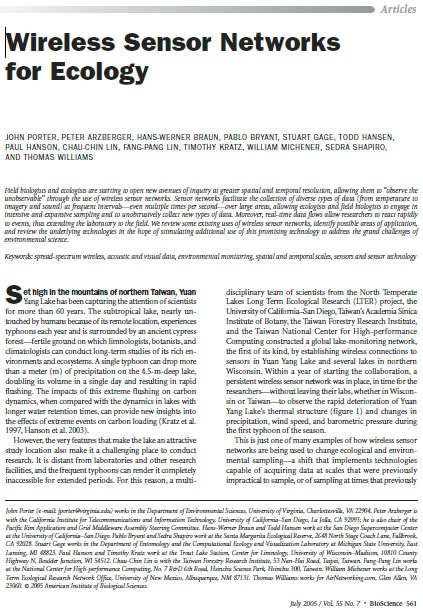 Articles
Wireless Sensor Networks
for Ecology
JOHN PORTER, PETER ARZBERGER, HANS-WERNER BRAUN, PABLO BRYANT, STUART GAGE, TODD HANSEN,
PAUL HANSON, CHAU-CHIN LIN, FANG-PANG LIN, TIMOTHY KRATZ, WILLIAM MICHENER, SEDRA SHAPIRO,
AND THOMAS WILLIAMS
Field biologists and ecologists are starting to open new avenues of inquiry at greater spatial and temporal resolution, allowing them to “observe the
unobservable” through the use of wireless sensor networks. Sensor networks facilitate the collection of diverse types of data (from temperature to
imagery and sound) at frequent intervals—even multiple times per second—over large areas, allowing ecologists and field biologists to engage in
intensive and expansive sampling and to unobtrusively collect new types of data. Moreover, real-time data flows allow researchers to react rapidly
to events, thus extending the laboratory to the field. We review some existing uses of wireless sensor networks, identify possible areas of application,
and review the underlying technologies in the hope of stimulating additional use of this promising technology to address the grand challenges of
environmental science.
Keywords: spread-spectrum wireless, acoustic and visual data, environmental monitoring, spatial and temporal scales, sensors and sensor technology
Set high in the mountains of northern Taiwan, Yuan
Yang Lake has been capturing the attention of scientists
for more than 60 years. The subtropical lake, nearly un-
touched by humans because of its remote location, experiences
typhoons each year and is surrounded by an ancient cypress
forest—fertile ground on which limnologists, botanists, and
climatologists can conduct long-term studies of its rich en-
vironments and ecosystems. A single typhoon can drop more
than a meter (m) of precipitation on the 4.5-m-deep lake,
doubling its volume in a single day and resulting in rapid
flushing. The impacts of this extreme flushing on carbon
dynamics, when compared with the dynamics in lakes with
longer water retention times, can provide new insights into
the effects of extreme events on carbon loading (Kratz et al.
1997, Hanson et al. 2003).
However, the very features that make the lake an attractive
study location also make it a challenging place to conduct
research. It is distant from laboratories and other research
facilities, and the frequent typhoons can render it completely
inaccessible for extended periods. For this reason, a multi-
disciplinary team of scientists from the North Temperate
Lakes Long Term Ecological Research (LTER) project, the
University of California–San Diego, Taiwan’s Academia Sinica
Institute of Botany, the Taiwan Forestry Research Institute,
and the Taiwan National Center for High-performance
Computing constructed a global lake-monitoring network,
the first of its kind, by establishing wireless connections to
sensors in Yuan Yang Lake and several lakes in northern
Wisconsin. Within a year of starting the collaboration, a
persistent wireless sensor network was in place, in time for the
researchers—without leaving their labs, whether in Wiscon-
sin or Taiwan—to observe the rapid deterioration of Yuan
Yang Lake’s thermal structure (figure 1) and changes in
precipitation, wind speed, and barometric pressure during
the first typhoon of the season.
This is just one of many examples of how wireless sensor
networks are being used to change ecological and environ-
mental sampling—a shift that implements technologies
capable of acquiring data at scales that were previously
impractical to sample, or of sampling at times that previously
John Porter (e-mail: jporter@virginia.edu) works in the Department of Environmental Sciences, University of Virginia, Charlottesville, VA 22904. Peter Arzberger is
with the California Institute for Telecommunications and Information Technology, University of California–San Diego, La Jolla, CA 92093; he is also chair of the
Pacific Rim Application and Grid Middleware Assembly Steering Committee. Hans-Werner Braun and Todd Hansen work at the San Diego Supercomputer Center
at the University of California–San Diego. Pablo Bryant and Sedra Shapiro work at the Santa Margarita Ecological Reserve, 2648 North Stage Coach Lane, Fallbrook,
CA 92028. Stuart Gage works in the Department of Entomology and the Computational Ecology and Visualization Laboratory at Michigan State University, East
Lansing, MI 48823. Paul Hanson and Timothy Kratz work at the Trout Lake Station, Center for Limnology, University of Wisconsin–Madison, 10810 County
Highway N, Boulder Junction, WI 54512. Chau-Chin Lin is with the Taiwan Forestry Research Institute, 53 Nan-Hai Road, Taipei, Taiwan. Fang-Pang Lin works
at the National Center for High-performance Computing, No. 7 R&D 6th Road, Hsinchu Science Park, Hsinchu 300, Taiwan. William Michener works at the Long
Term Ecological Research Network Office, University of New Mexico, Albuquerque, NM 87131. Thomas Williams works for AirNetworking.com, Glen Allen, VA
23060. © 2005 American Institute of Biological Sciences.
July 2005 / Vol. 55 No. 7 • BioScience 561